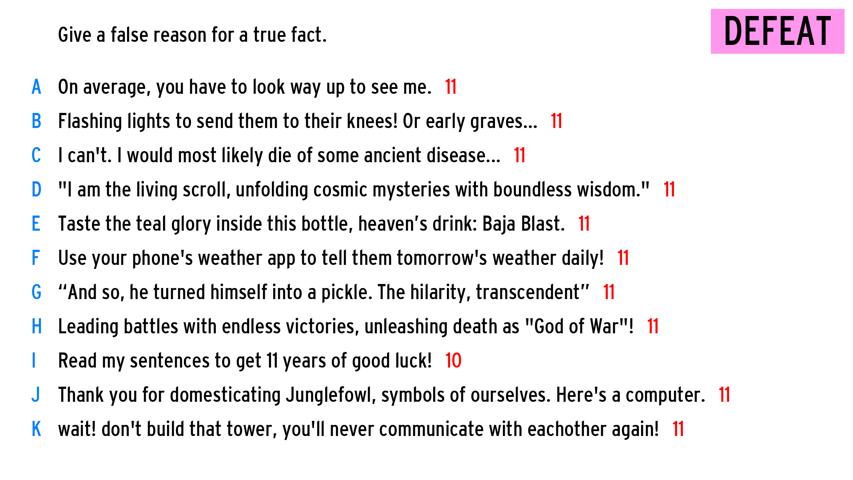 Give a false reason for a true fact.
DEFEAT
A On average, you have to look way up to see me. 11
B Flashing lights to send them to their knees! Or early graves... 11
C I can't. I would most likely die of some ancient disease... 11
D "I am the living scroll, unfolding cosmic mysteries with boundless wisdom." 11
E Taste the teal glory inside this bottle, heaven’s drink: Baja Blast. 11
F Use your phone's weather app to tell them tomorrow's weather daily! 11
G “And so, he turned himself into a pickle. The hilarity, transcendent” 11
H Leading battles with endless victories, unleashing death as "God of War"! 11
I Read my sentences to get 11 years of good luck! 10
J Thank you for domesticating Junglefowl, symbols of ourselves. Here's a computer. 11
K wait! don't build that tower, you'll never communicate with eachother again! 11